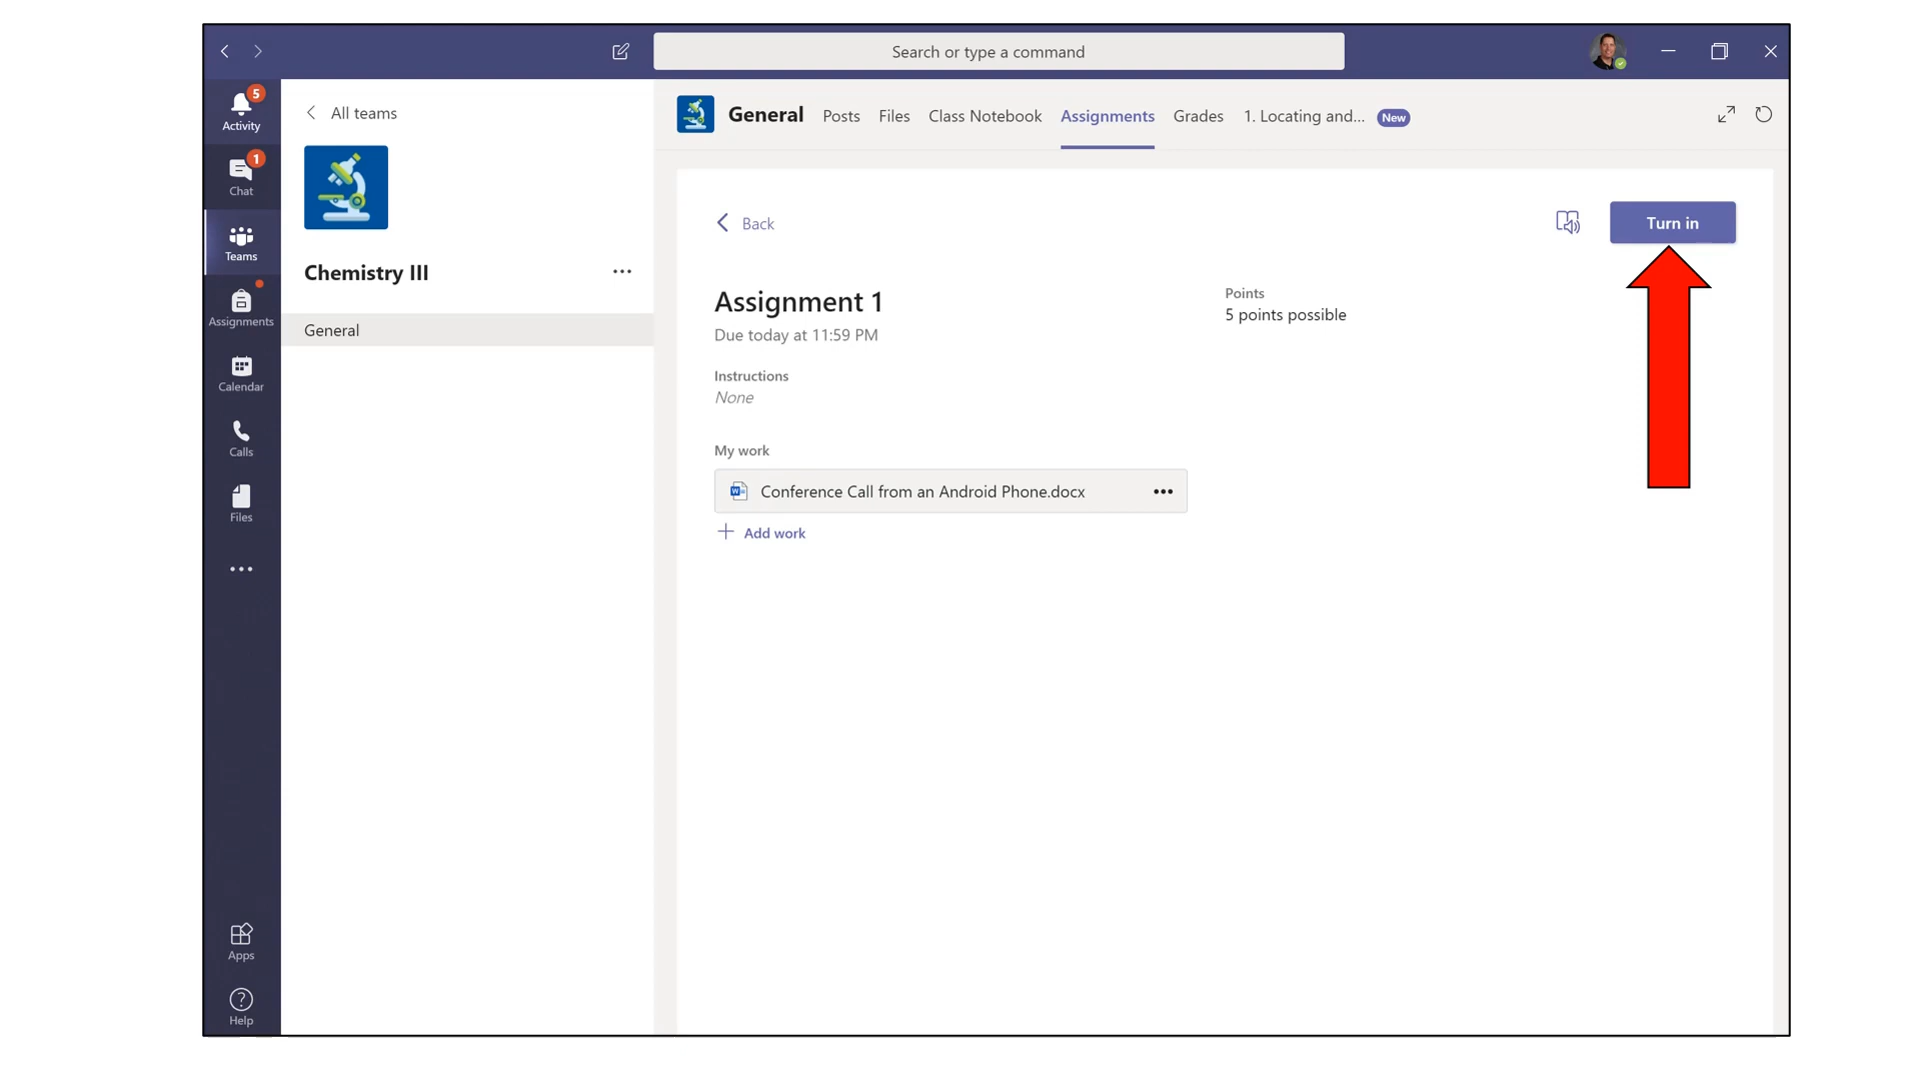 Search or type a command
5
Activity
1
Chat
Teams
Assignments
Calendar
Calls
Files
Apps
Help
All teams
Chemistry III
General
General Posts Files Class Notebook Assignments Grades 1. Locating and... New
Back
Turn in
Assignment 1
Due today at 11:59 PM
Points
5 points possible
Instructions
None
My work
Conference Call from an Android Phone.docx
Add work